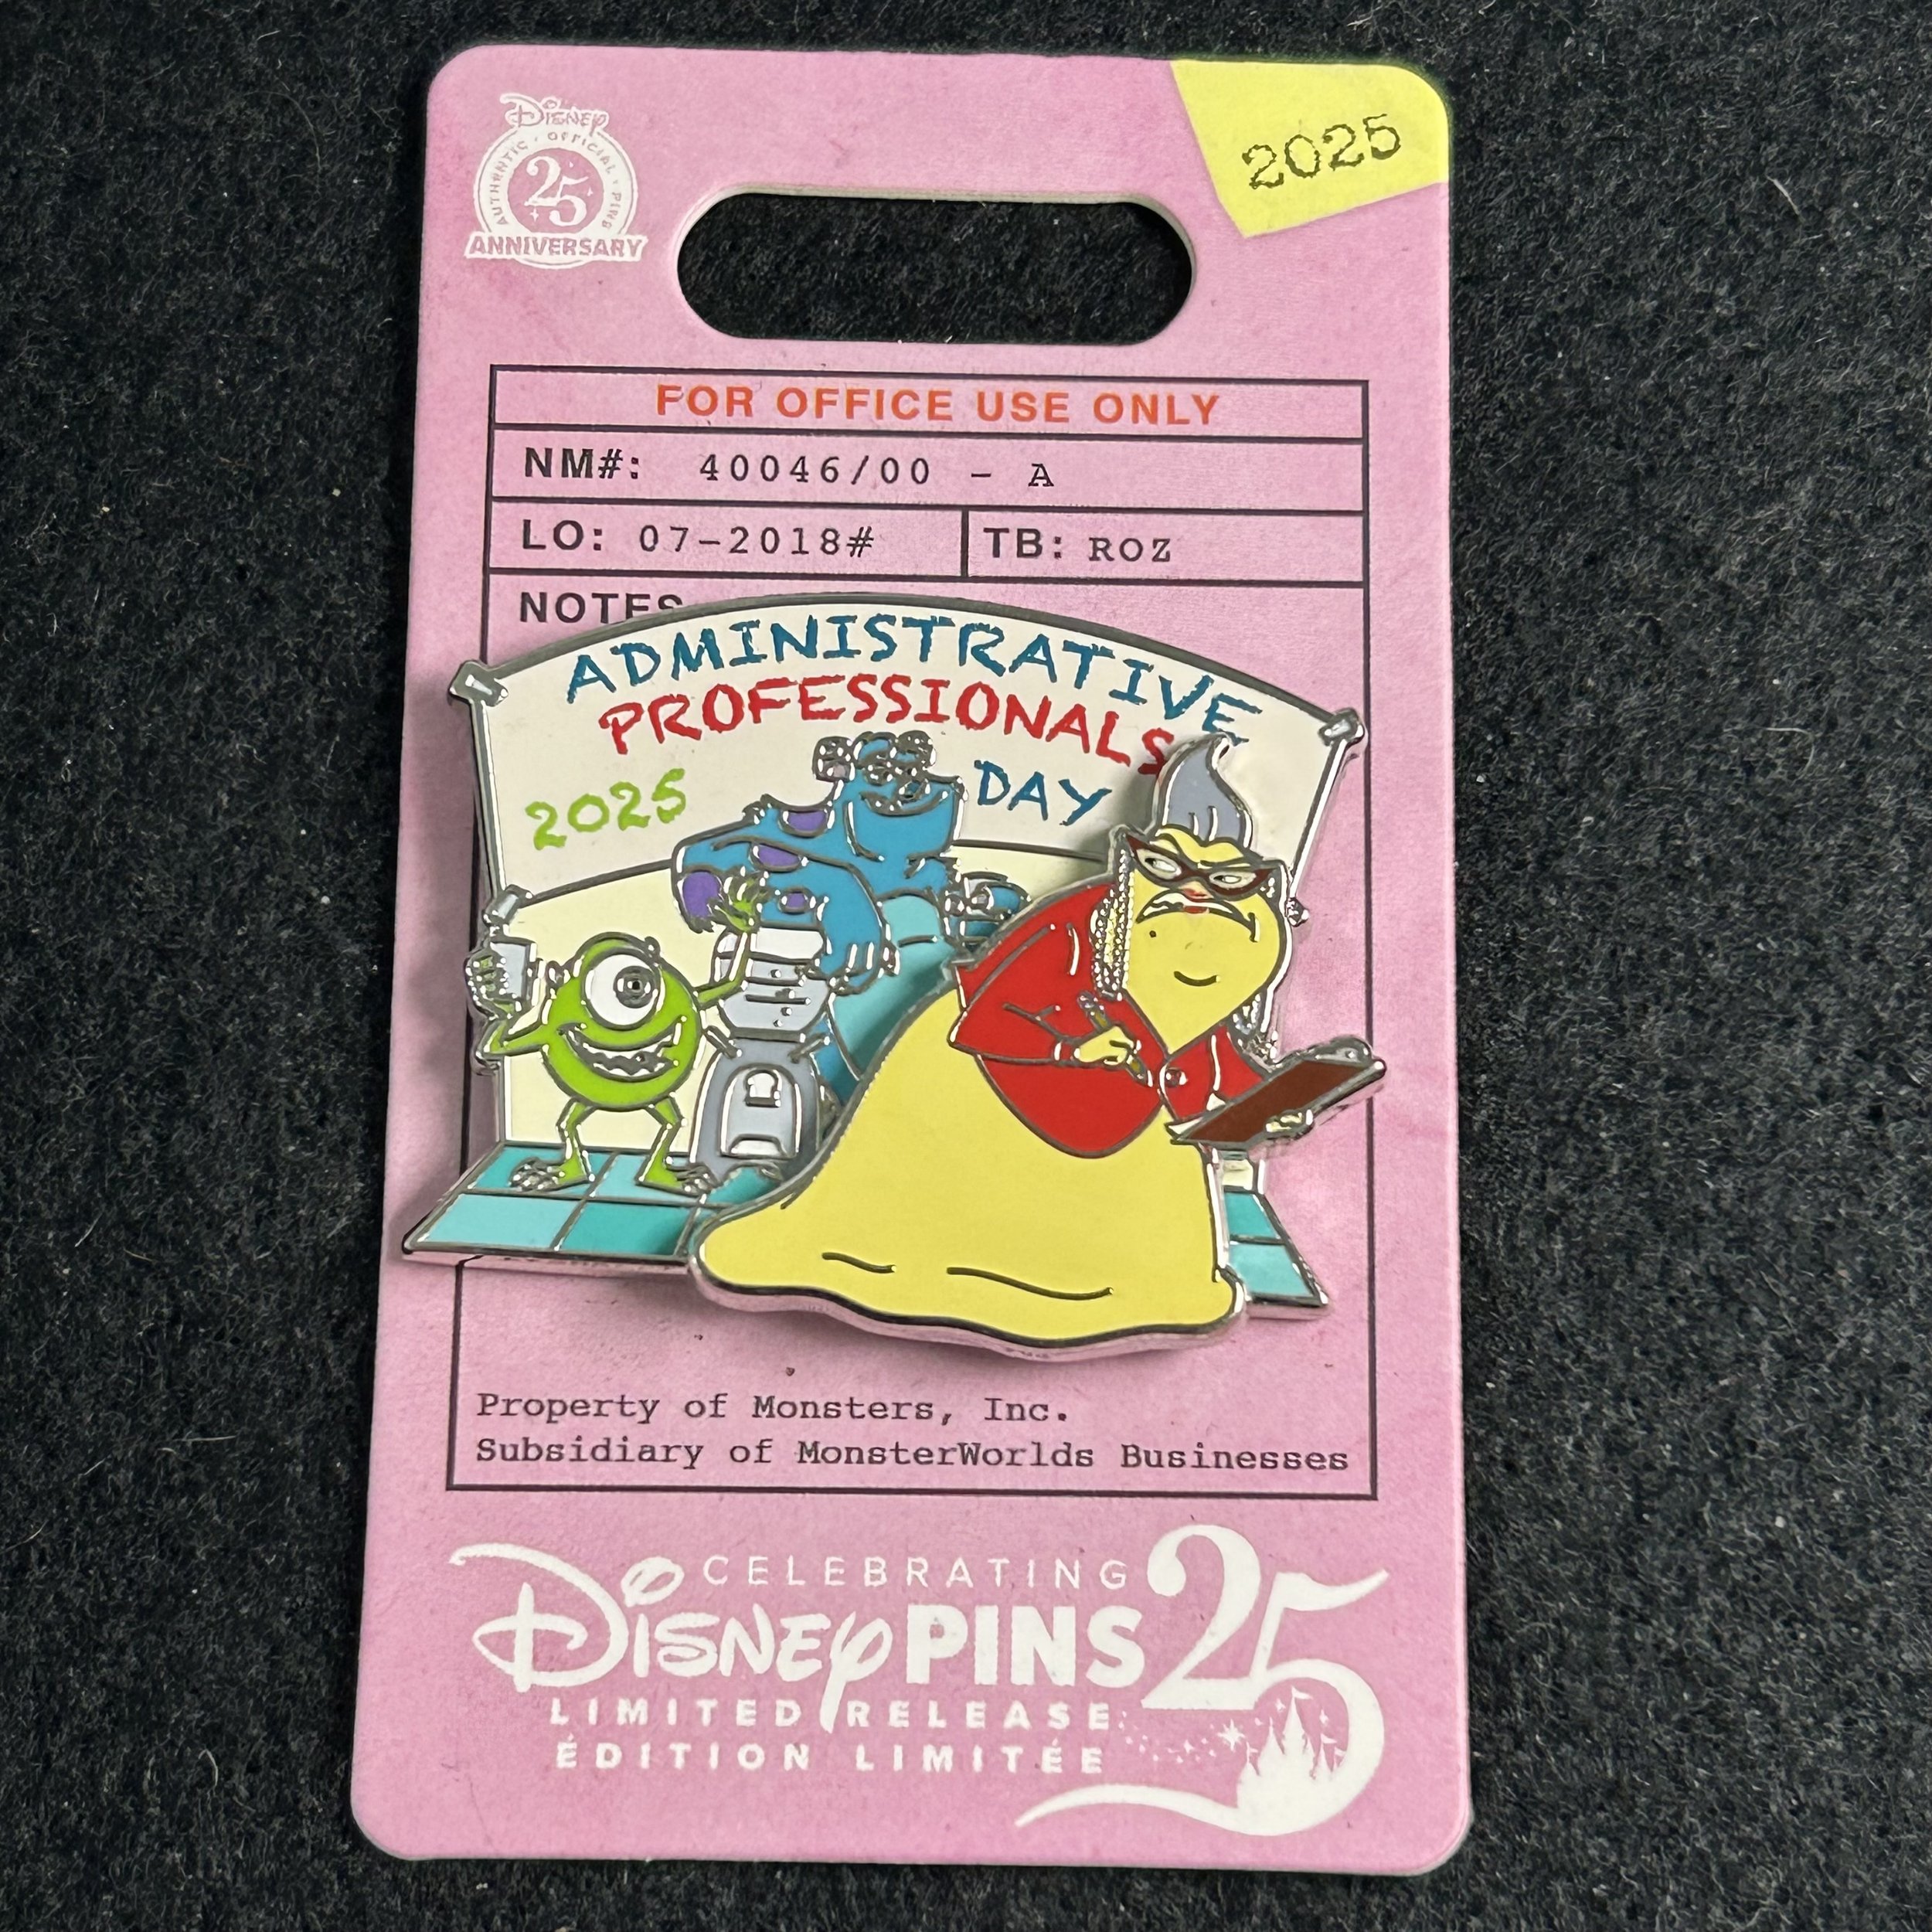 Disney
AUTHENTIC · OFFICIAL · PINS
25
ANNIVERSARY
2025
FOR OFFICE USE ONLY
NM#: 40046/00 - A
LO: 07-2018# TB: ROZ
NOTES
ADMINISTRATIVE
PROFESSIONALS
2025 DAY
Property of Monsters, Inc.
Subsidiary of MonsterWorlds Businesses
CELEBRATING
Disney PINS 25
LIMITED RELEASE
ÉDITION LIMITÉE